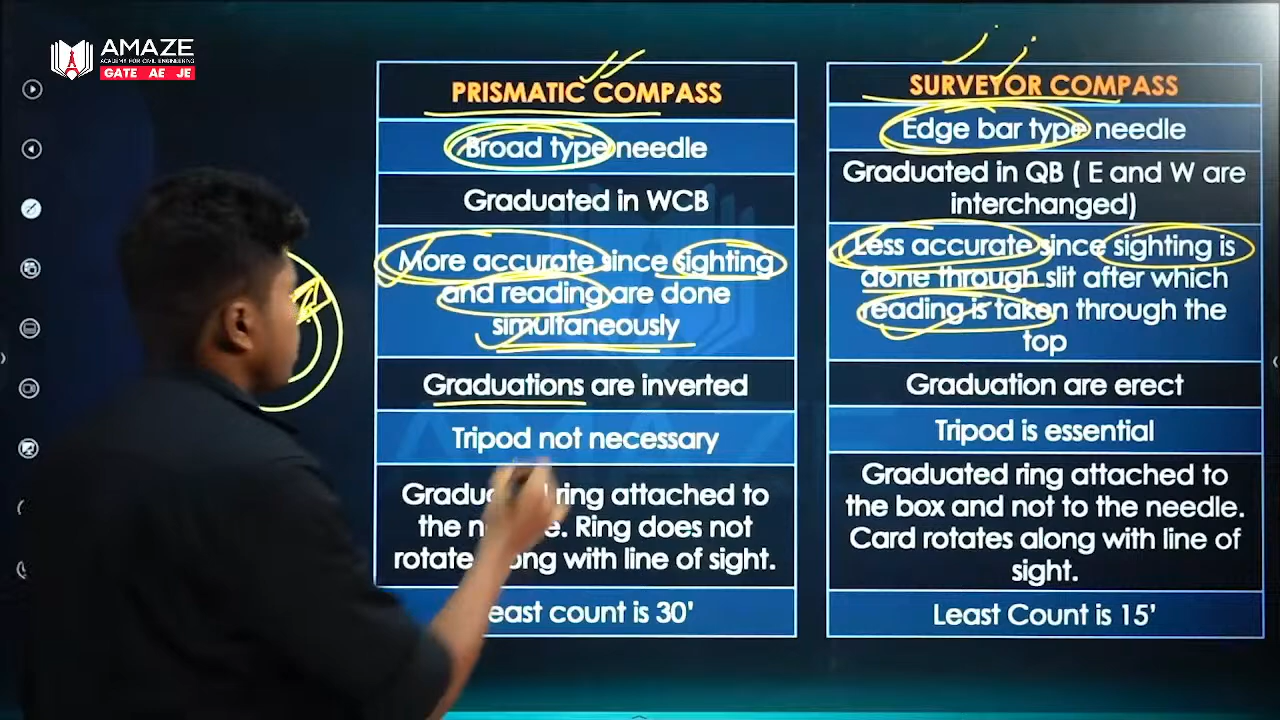 AMAZE
ACADEMY FOR CIVIL ENGINEERING
GATE AE JE
PRISMATIC COMPASS
Broad type needle
Graduated in WCB
More accurate since sighting
and reading are done
simultaneously
Graduations are inverted
Tripod not necessary
ring attached to
the Ring does not
rotate with line of sight.
count is 30'
SURVEYOR COMPASS
Edge bar type needle
Graduated in QB ( E and W are
interchanged)
Less accurate since sighting is
done through slit after which
reading is taken through the
top
Graduation are erect
Tripod is essential
Graduated ring attached to
the box and not to the needle.
Card rotates along with line of
sight.
Least Count is 15'